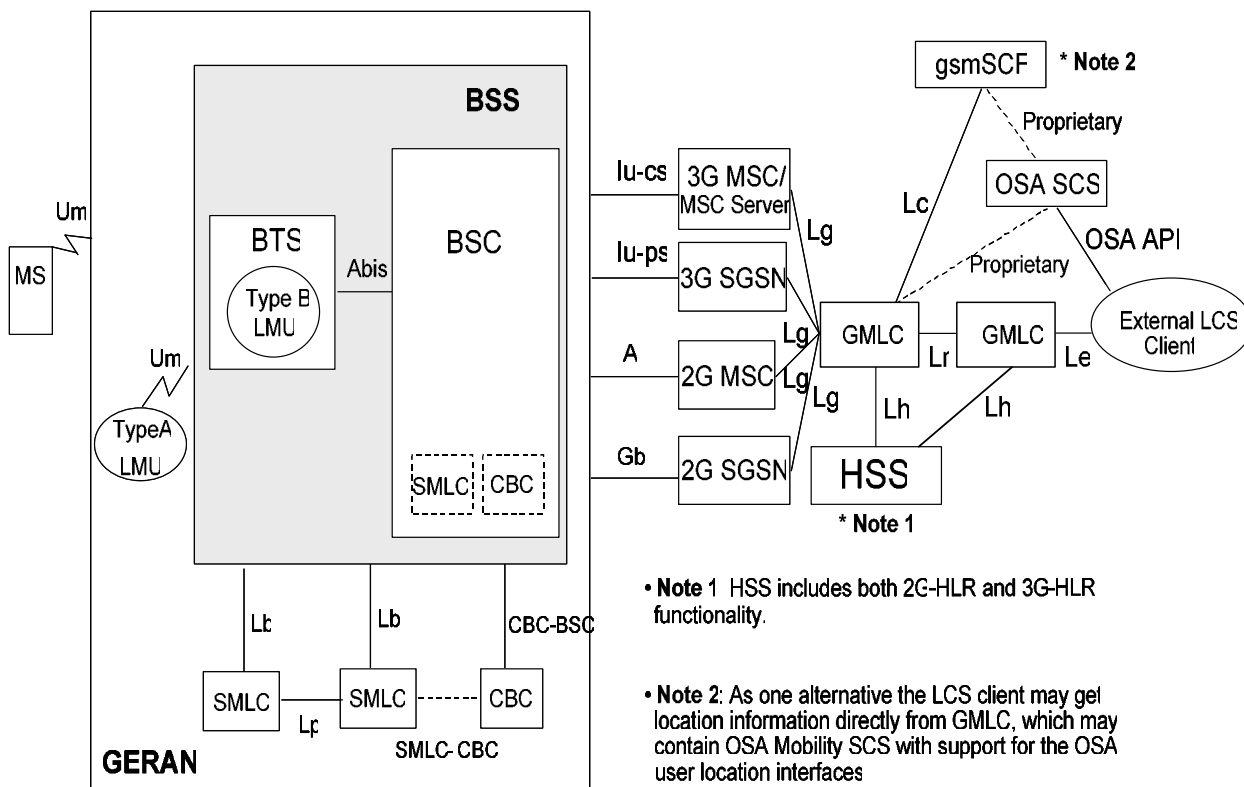 gsmSCF
* Note 2
BSS
Proprietary
Iu-cs
3G MSC/
MSC Server
OSA SCS
Lc
Um
Lg
OSA API
MS
BTS
BSC
Iu-ps
3G SGSN
Proprietary
Abis
Type B
LMU
GMLC
GMLC
External LCS
Client
Um
A
Lg
Lr
Le
2G MSC
Lg
Lg
Lh
Lh
TypeA
LMU
Gb
2G SGSN
HSS
SMLC
CBC
* Note 1
• Note 1 HSS includes both 2G-HLR and 3G-HLR
functionality.
Lb
Lb
CBC-BSC
SMLC
SMLC
CBC
Lp
SMLC-CBC
GERAN
• Note 2: As one alternative the LCS client may get
location information directly from GMLC, which may
contain OSA Mobility SCS with support for the OSA
user location interfaces